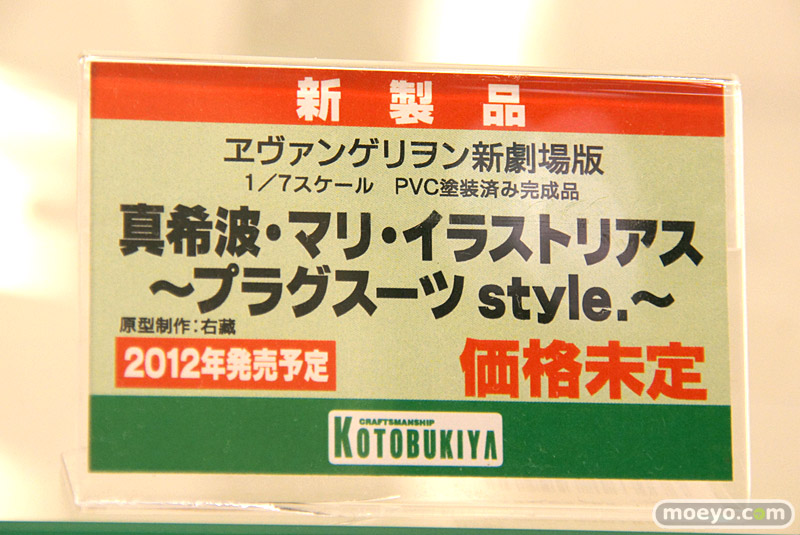 新製品
ヱヴァンゲリヲン新劇場版
1/7スケール PVC塗装済み完成品
真希波・マリ・イラストリアス
～プラグスーツ style.～
原型制作：右藏
2012年発売予定
価格未定
CRAFTSMANSHIP
KOTOBUKIYA
moeyo.com